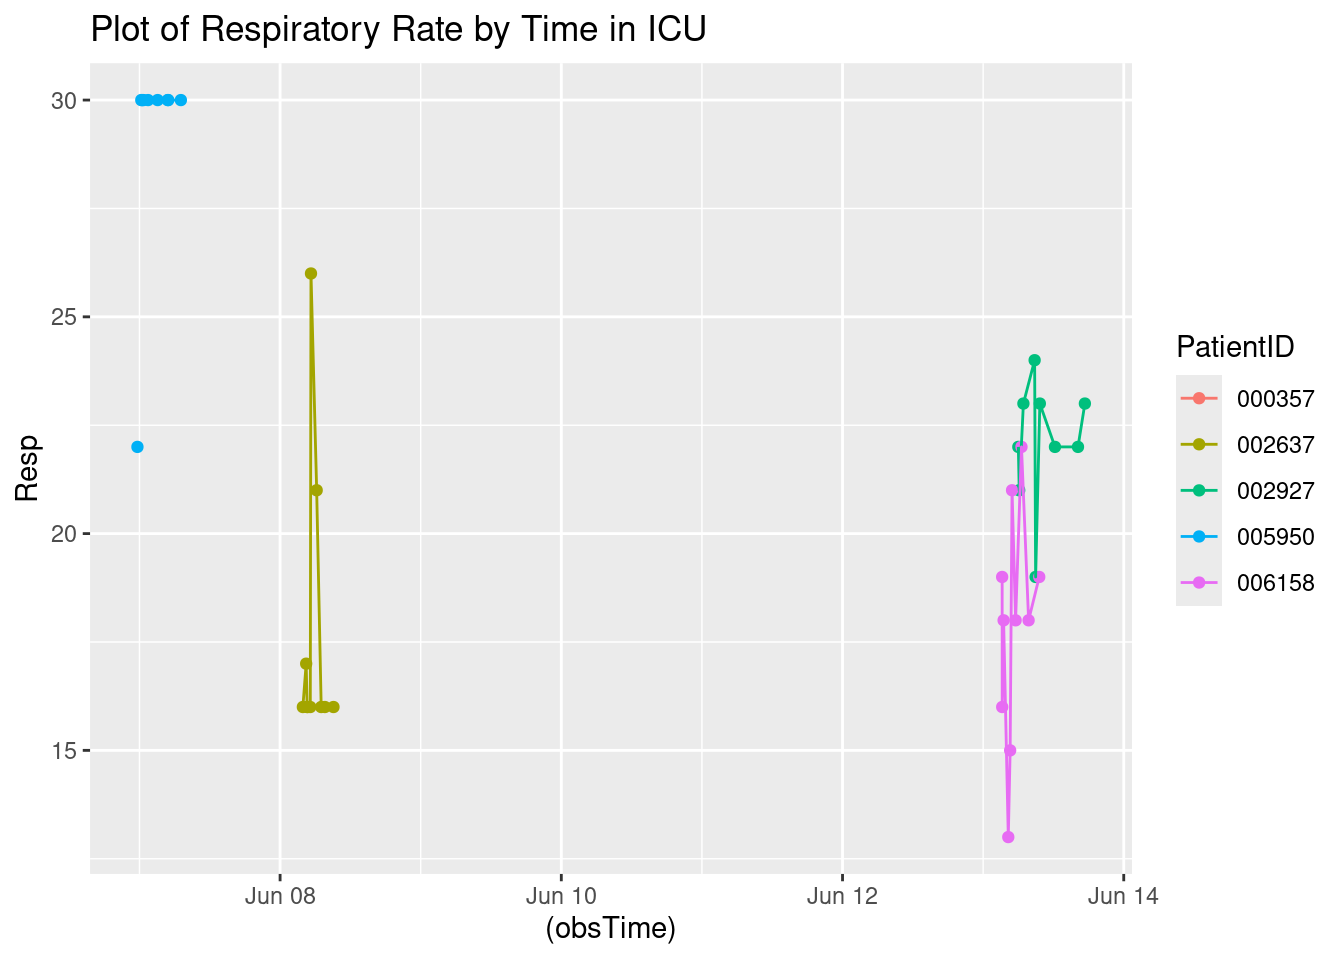 Plot of Respiratory Rate by Time in ICU
30
25
20
15
Resp
Jun 08
Jun 10
Jun 12
Jun 14
(obsTime)
PatientID
000357
002637
002927
005950
006158